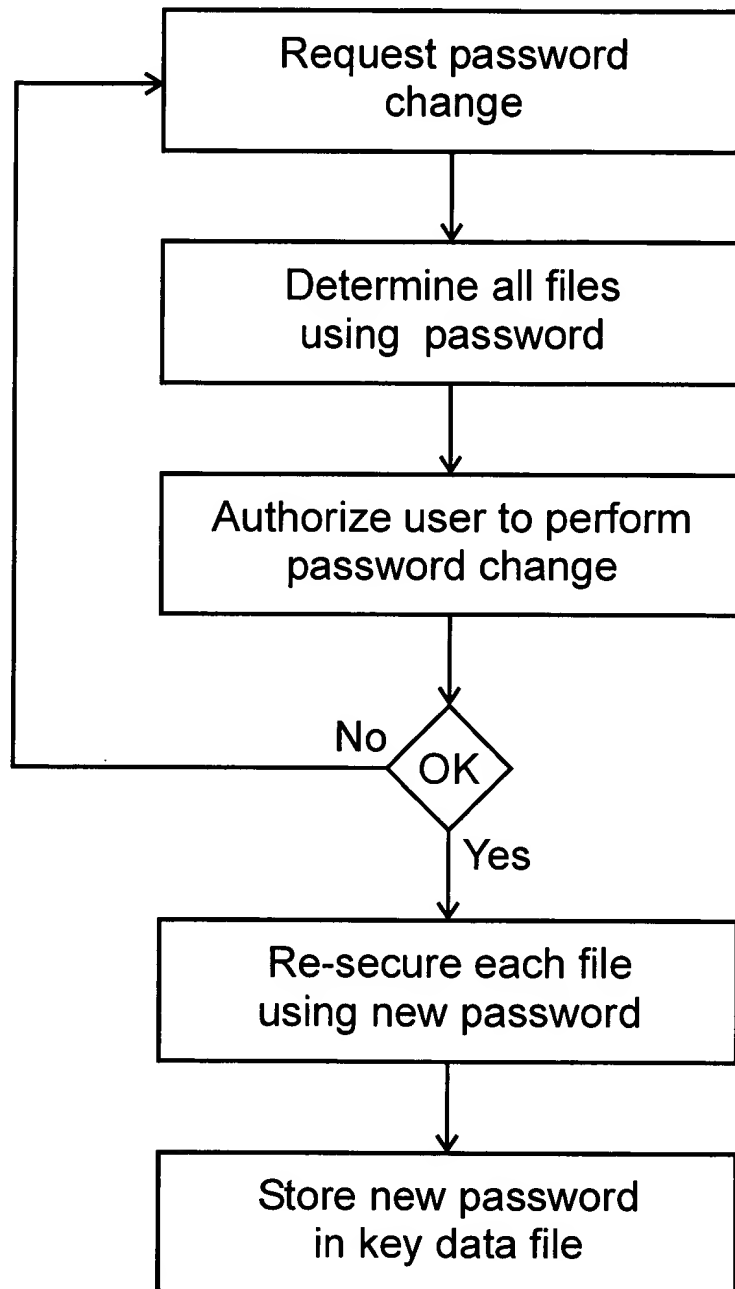 Request password
change
Determine all files
using password
Authorize user to perform
password change
No
OK
Yes
Re-secure each file
using new password
Store new password
in key data file